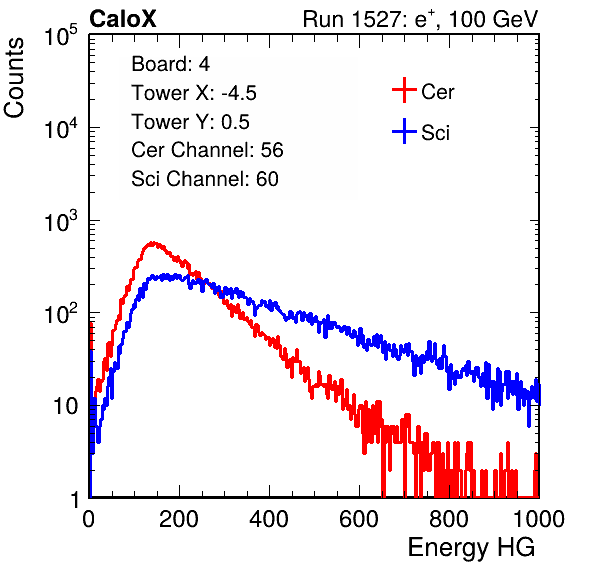 CaloX Run 1527: e⁺, 100 GeV
Counts
10⁵
10⁴
10³
10²
10
1
Board: 4
Tower X: -4.5
Tower Y: 0.5
Cer Channel: 56
Sci Channel: 60
Cer
Sci
0 200 400 600 800 1000
Energy HG